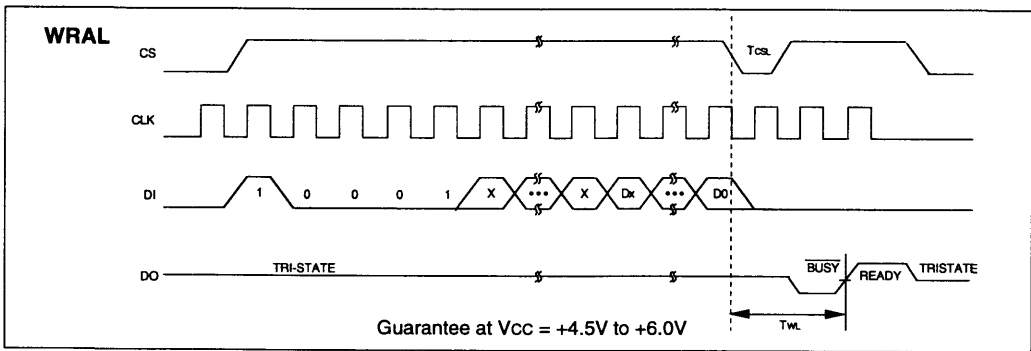 WRAL
CS
TCSL
CLK
DI
1 0 0 0 1 X ••• X Dx ••• D0
DO
TRI-STATE
BUSY
READY
TRISTATE
TWL
Guarantee at VCC = +4.5V to +6.0V